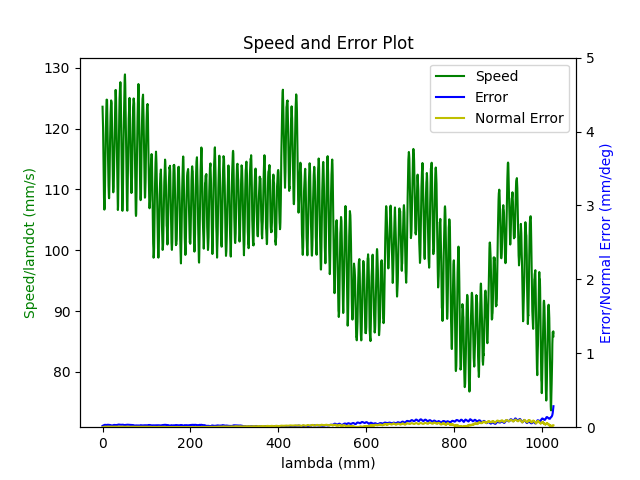 Speed and Error Plot
130
120
110
100
90
80
Speed/lamdot (mm/s)
5
4
3
2
1
0
Error/Normal Error (mm/deg)
Speed
Error
Normal Error
0 200 400 600 800 1000
lambda (mm)